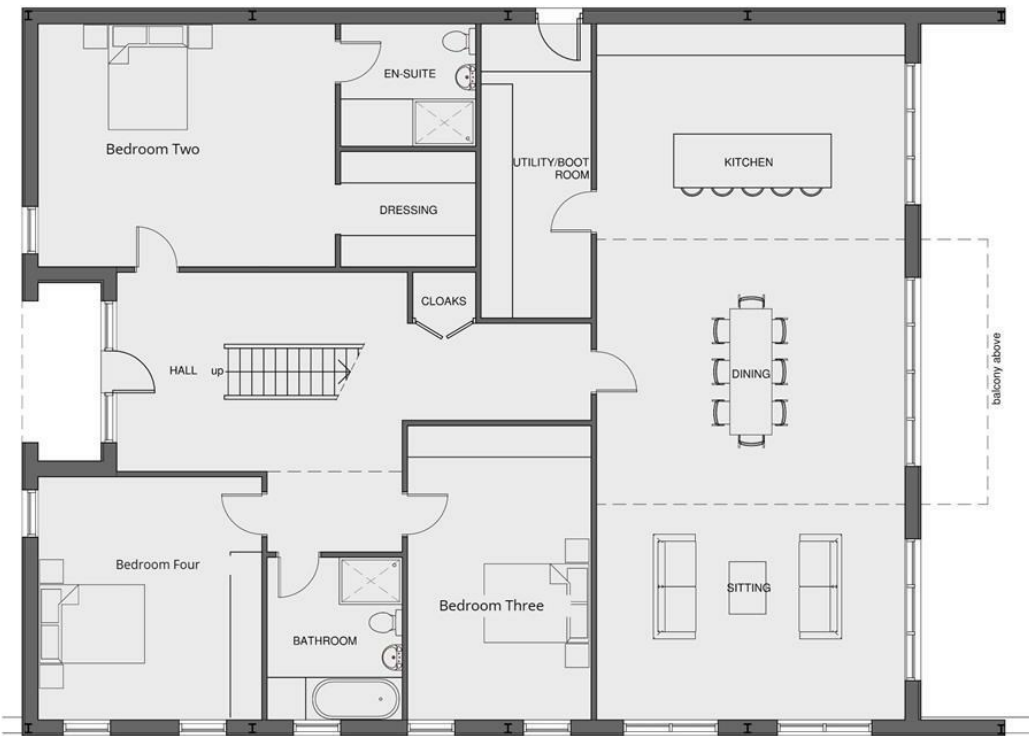 EN-SUITE
Bedroom Two
UTILITY/BOOT
ROOM
KITCHEN
DRESSING
CLOAKS
HALL
up
DINING
balcony above
Bedroom Four
Bedroom Three
SITTING
BATHROOM